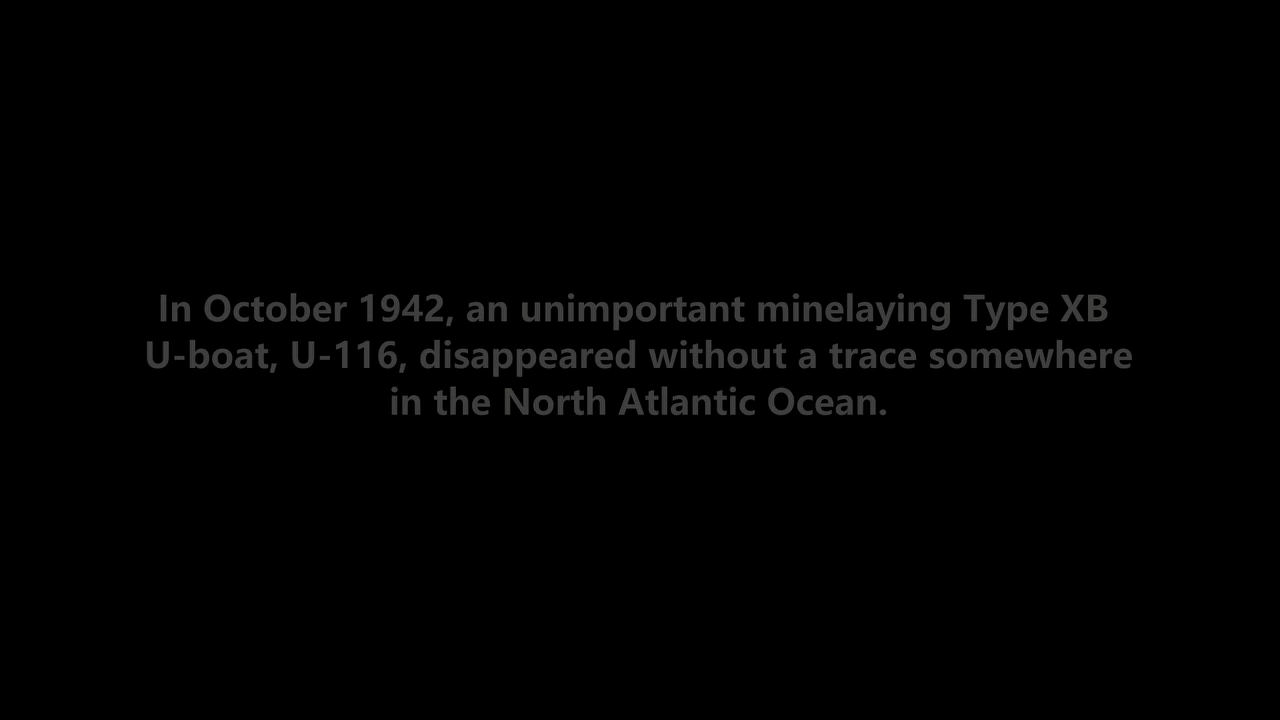 In October 1942, an unimportant minelaying Type XB
U-boat, U-116, disappeared without a trace somewhere
in the North Atlantic Ocean.